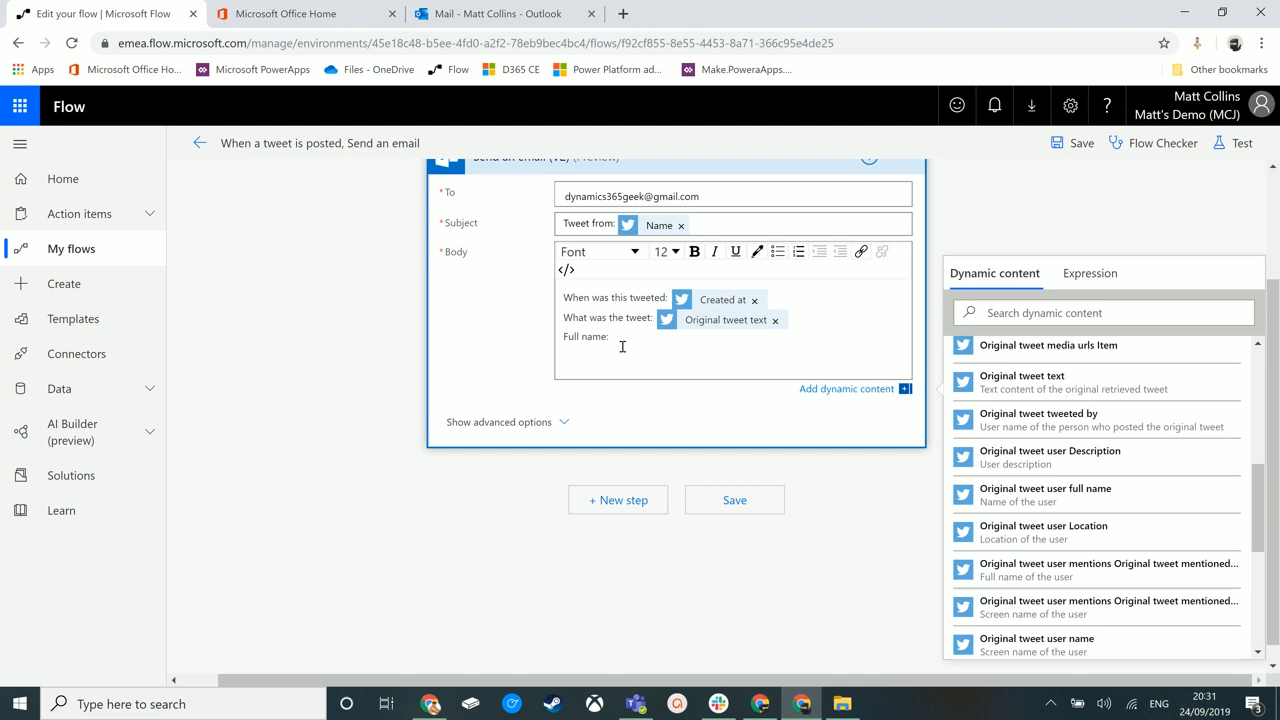 Edit your flow | Microsoft Flow
Microsoft Office Home
Mail - Matt Collins - Outlook
emea.flow.microsoft.com/manage/environments/45e18c48-b5ee-4fd0-a2f2-78eb9bec4bc4/flows/f92cf855-8e55-4453-8a71-366c95e4de25
Apps
Microsoft Office Ho...
Microsoft PowerApps
Files - OneDrive
Flow
D365 CE
Power Platform ad...
Make.PoweraApps....
Other bookmarks
Flow
?
Matt Collins
Matt's Demo (MCJ)
When a tweet is posted, Send an email
Save
Flow Checker
Test
Home
Action items
My flows
Create
Templates
Connectors
Data
AI Builder
(preview)
Solutions
Learn
Send an email (V2) (Preview)
* To
dynamics365geek@gmail.com
* Subject
Tweet from: Name ×
* Body
Font 12 B I U
</>
When was this tweeted: Created at ×
What was the tweet: Original tweet text ×
Full name:
Add dynamic content
Show advanced options
+ New step
Save
Dynamic content
Expression
Search dynamic content
Original tweet media urls Item
Original tweet text
Text content of the original retrieved tweet
Original tweet tweeted by
User name of the person who posted the original tweet
Original tweet user Description
User description
Original tweet user full name
Name of the user
Original tweet user Location
Location of the user
Original tweet user mentions Original tweet mentioned...
Full name of the user
Original tweet user mentions Original tweet mentioned...
Screen name of the user
Original tweet user name
Screen name of the user
Type here to search
ENG
20:31
24/09/2019
3